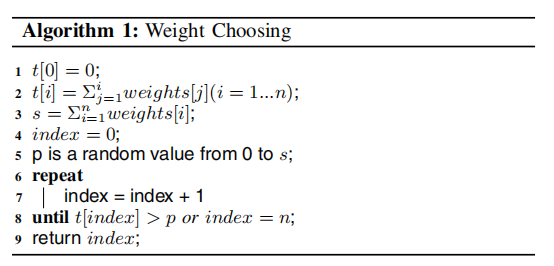 Algorithm 1: Weight Choosing
1 t[0] = 0;
2 t[i] = Σ_{j=1}^{i} weights[j](i = 1...n);
3 s = Σ_{i=1}^{n} weights[i];
4 index = 0;
5 p is a random value from 0 to s;
6 repeat
7 | index = index + 1
8 until t[index] > p or index = n;
9 return index;